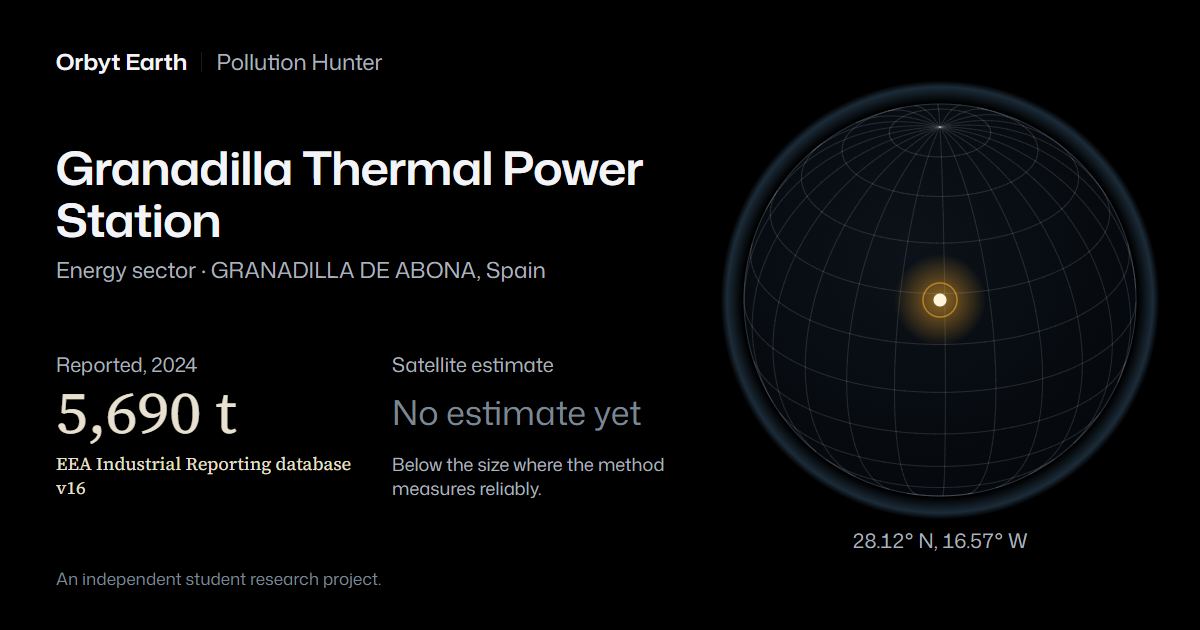 Orbyt Earth | Pollution Hunter
Granadilla Thermal Power
Station
Energy sector · GRANADILLA DE ABONA, Spain
Reported, 2024
5,690 t
EEA Industrial Reporting database
v16
Satellite estimate
No estimate yet
Below the size where the method
measures reliably.
28.12° N, 16.57° W
An independent student research project.